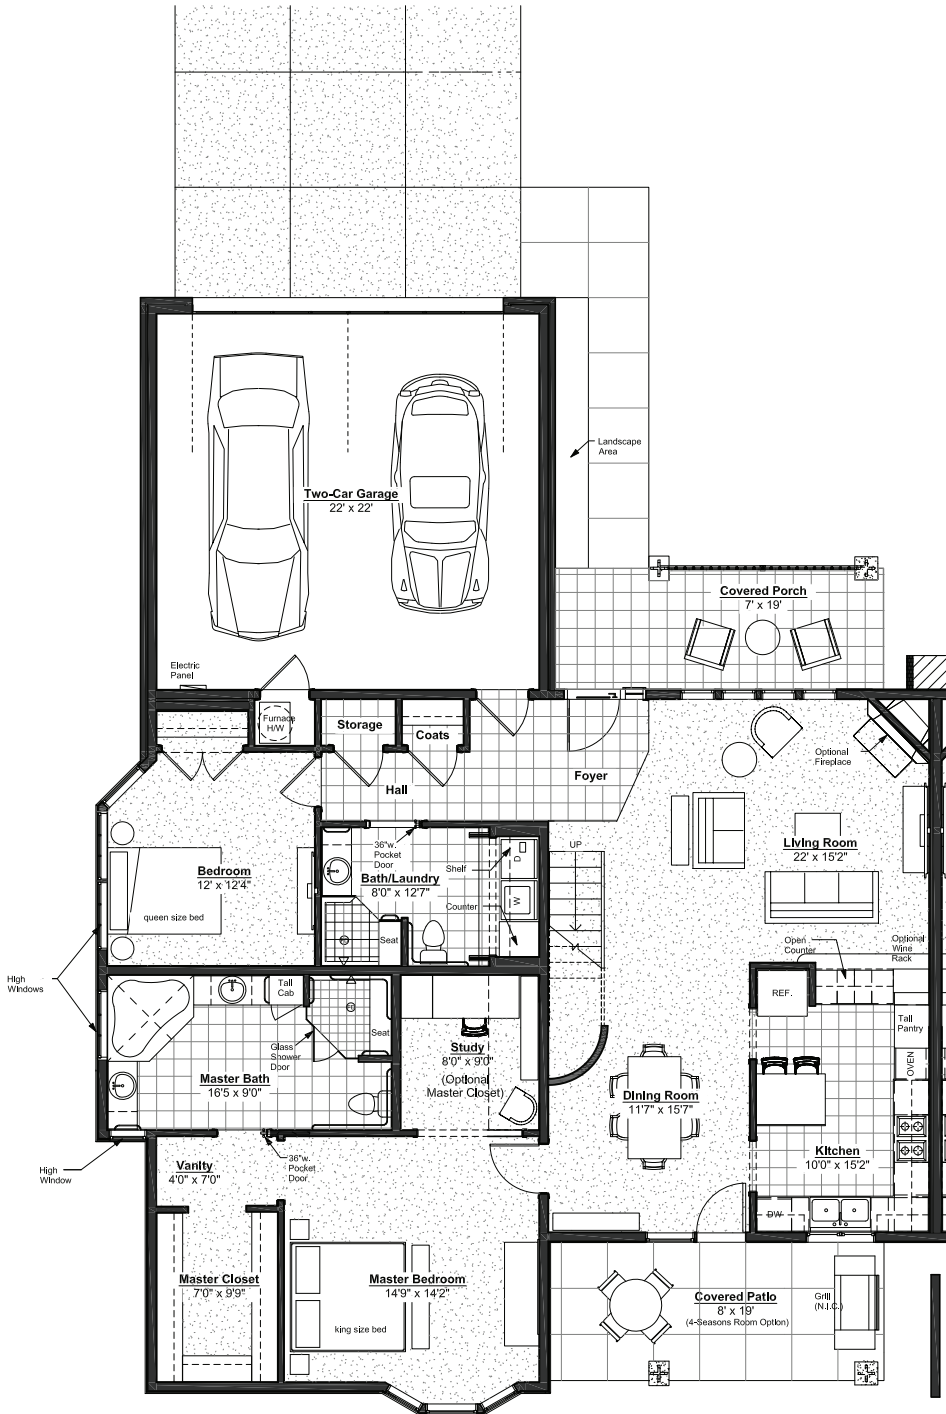 Landscape
Area
Two-Car Garage
22' x 22'
Covered Porch
7' x 19'
Electric
Panel
Furnace
H/W
Storage
Coats
Foyer
Hall
Optional
Fireplace
Living Room
22' x 15'2"
UP
36"w.
Pocket
Door
Bath/Laundry
8'0" x 12'7"
Shelf
D
Counter
W
Seat
Bedroom
12' x 12'4"
queen size bed
High
Windows
Open
Counter
Optional
Wine
Rack
REF.
Tall
Pantry
OVEN
Tall
Cab
Seat
Glass
Shower
Door
Study
8'0" x 9'0"
(Optional
Master Closet)
Master Bath
16'5 x 9'0"
Dining Room
11'7" x 15'7"
Kitchen
10'0" x 15'2"
DW
High
Window
Vanity
4'0" x 7'0"
36"w.
Pocket
Door
Master Closet
7'0" x 9'9"
Master Bedroom
14'9" x 14'2"
king size bed
Covered Patio
8' x 19'
(4-Seasons Room Option)
Grill
(N.I.C.)